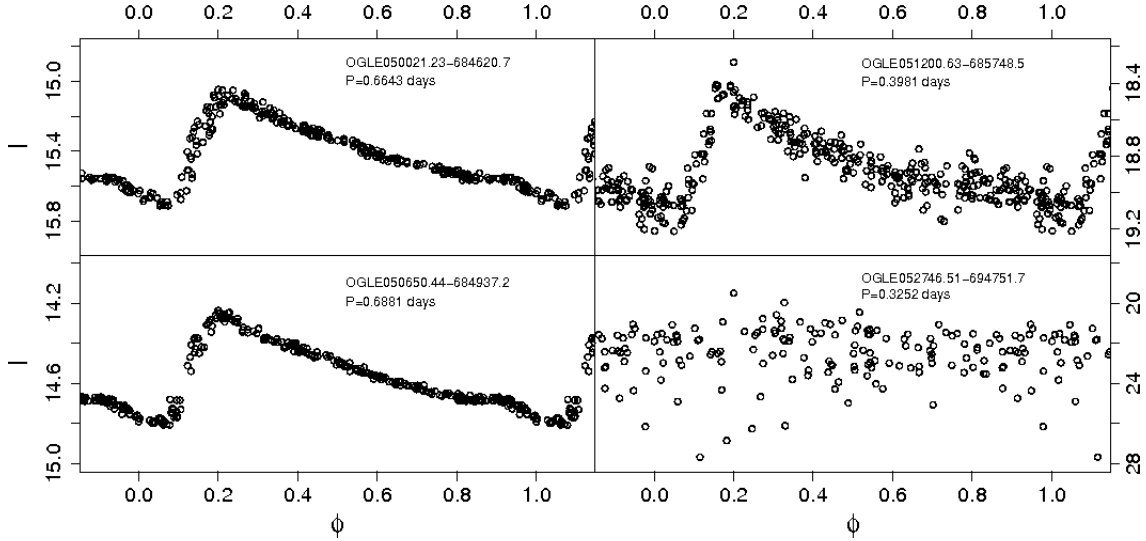 0.0 0.2 0.4 0.6 0.8 1.0 0.0 0.2 0.4 0.6 0.8 1.0
OGLE050021.23−684620.7
P=0.6643 days
OGLE051200.63−685748.5
P=0.3981 days
I
15.0
15.4
15.8
18.4
18.8
19.2
OGLE050650.44−684937.2
P=0.6881 days
OGLE052746.51−694751.7
P=0.3252 days
I
14.2
14.6
15.0
20
22
24
28
0.0 0.2 0.4 0.6 0.8 1.0 0.0 0.2 0.4 0.6 0.8 1.0
ϕ ϕ